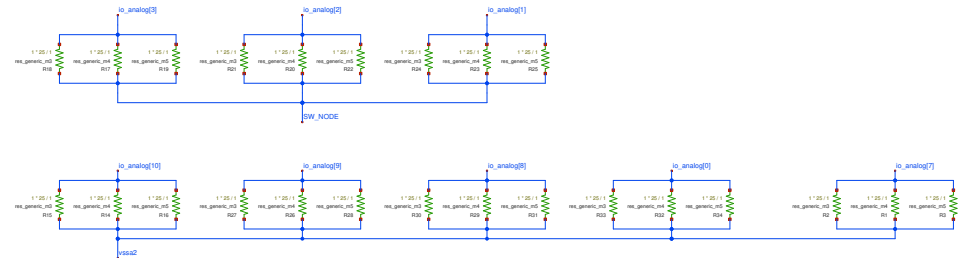 io_analog[3] io_analog[2] io_analog[1]
1 * 25 / 1 1 * 25 / 1 1 * 25 / 1 1 * 25 / 1 1 * 25 / 1 1 * 25 / 1 1 * 25 / 1 1 * 25 / 1 1 * 25 / 1
res_generic_m3 res_generic_m4 res_generic_m5 res_generic_m3 res_generic_m4 res_generic_m5 res_generic_m3 res_generic_m4 res_generic_m5
R18 R17 R19 R21 R20 R22 R24 R23 R25
SW_NODE
io_analog[10] io_analog[9] io_analog[8] io_analog[0] io_analog[7]
1 * 25 / 1 1 * 25 / 1 1 * 25 / 1 1 * 25 / 1 1 * 25 / 1 1 * 25 / 1 1 * 25 / 1 1 * 25 / 1 1 * 25 / 1 1 * 25 / 1 1 * 25 / 1 1 * 25 / 1 1 * 25 / 1 1 * 25 / 1 1 * 25 / 1
res_generic_m3 res_generic_m4 res_generic_m5 res_generic_m3 res_generic_m4 res_generic_m5 res_generic_m3 res_generic_m4 res_generic_m5 res_generic_m3 res_generic_m4 res_generic_m5 res_generic_m3 res_generic_m4 res_generic_m5
R15 R14 R16 R27 R26 R28 R30 R29 R31 R33 R32 R34 R2 R1 R3
vssa2